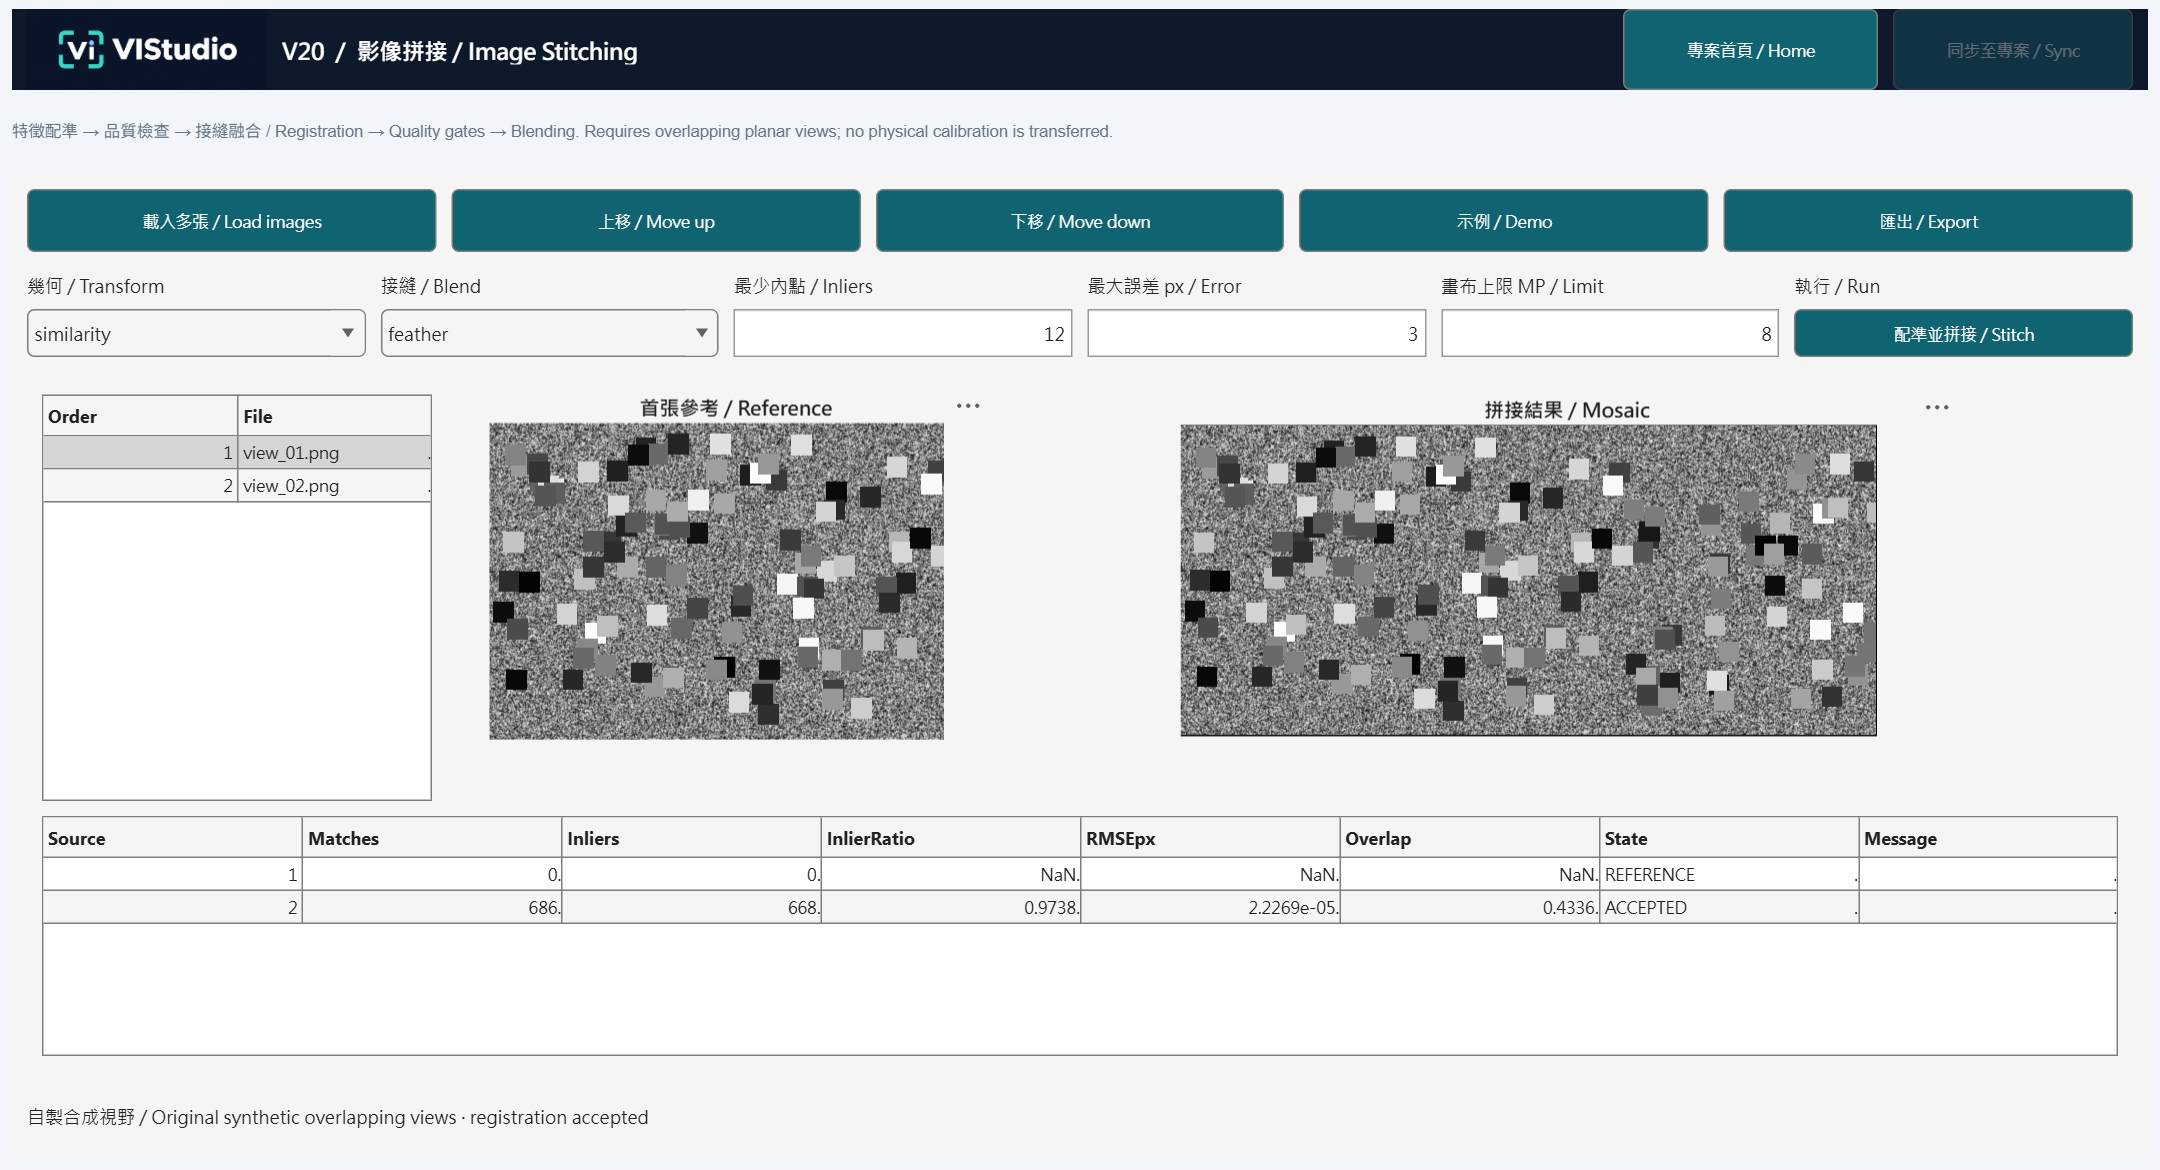 Vi VIStudio V20 / 影像拼接 / Image Stitching 專案首頁 / Home 同步至專案 / Sync
特徵配準 → 品質檢查 → 接縫融合 / Registration → Quality gates → Blending. Requires overlapping planar views; no physical calibration is transferred.
載入多張 / Load images 上移 / Move up 下移 / Move down 示例 / Demo 匯出 / Export
幾何 / Transform 接縫 / Blend 最少內點 / Inliers 最大誤差 px / Error 畫布上限 MP / Limit 執行 / Run
similarity feather 12 3 8 配準並拼接 / Stitch
Order File
1 view_01.png .
2 view_02.png .
首張參考 / Reference ...
拼接結果 / Mosaic ...
Source Matches Inliers InlierRatio RMSEpx Overlap State Message
1 0. 0. NaN. NaN. NaN. REFERENCE . .
2 686. 668. 0.9738. 2.2269e-05. 0.4336. ACCEPTED . .
自製合成視野 / Original synthetic overlapping views · registration accepted